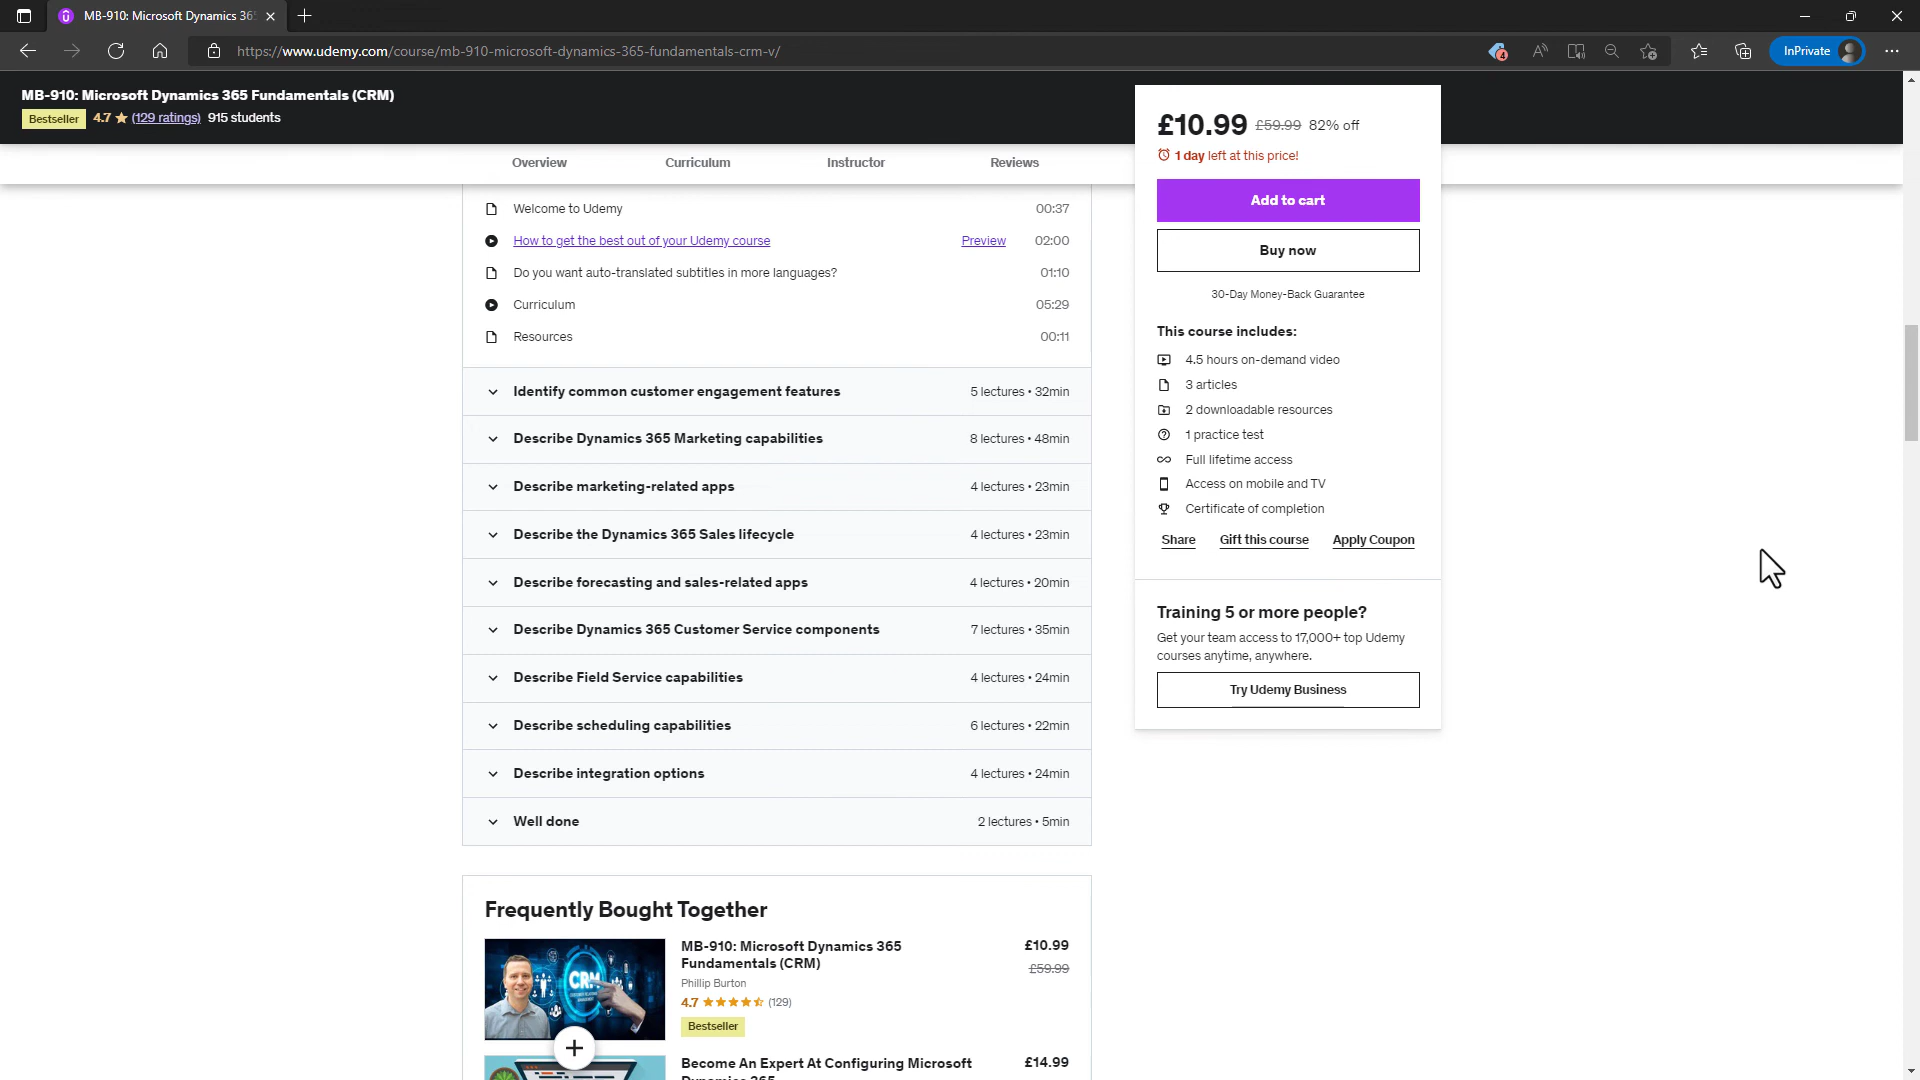 MB-910: Microsoft Dynamics 365
https://www.udemy.com/course/mb-910-microsoft-dynamics-365-fundamentals-crm-v/
4
InPrivate
MB-910: Microsoft Dynamics 365 Fundamentals (CRM)
Bestseller 4.7 (129 ratings) 915 students
Overview Curriculum Instructor Reviews
Welcome to Udemy 00:37
How to get the best out of your Udemy course Preview 02:00
Do you want auto-translated subtitles in more languages? 01:10
Curriculum 05:29
Resources 00:11
Identify common customer engagement features 5 lectures • 32min
Describe Dynamics 365 Marketing capabilities 8 lectures • 48min
Describe marketing-related apps 4 lectures • 23min
Describe the Dynamics 365 Sales lifecycle 4 lectures • 23min
Describe forecasting and sales-related apps 4 lectures • 20min
Describe Dynamics 365 Customer Service components 7 lectures • 35min
Describe Field Service capabilities 4 lectures • 24min
Describe scheduling capabilities 6 lectures • 22min
Describe integration options 4 lectures • 24min
Well done 2 lectures • 5min
Frequently Bought Together
CRM
MB-910: Microsoft Dynamics 365 £10.99
Fundamentals (CRM) £59.99
Phillip Burton
4.7 (129)
Bestseller
Become An Expert At Configuring Microsoft £14.99
Dynamics 365
£10.99 £59.99 82% off
1 day left at this price!
Add to cart
Buy now
30-Day Money-Back Guarantee
This course includes:
4.5 hours on-demand video
3 articles
2 downloadable resources
1 practice test
Full lifetime access
Access on mobile and TV
Certificate of completion
Share Gift this course Apply Coupon
Training 5 or more people?
Get your team access to 17,000+ top Udemy
courses anytime, anywhere.
Try Udemy Business